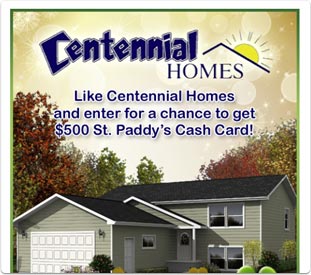 Centennial
HOMES
Like Centennial Homes
and enter for a chance to get
$500 St. Paddy's Cash Card!